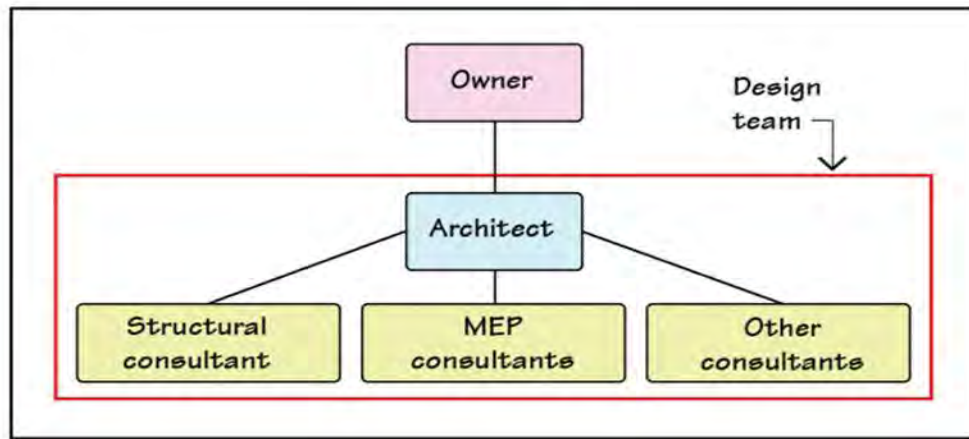 Owner
Design
team
Architect
Structural
consultant
MEP
consultants
Other
consultants